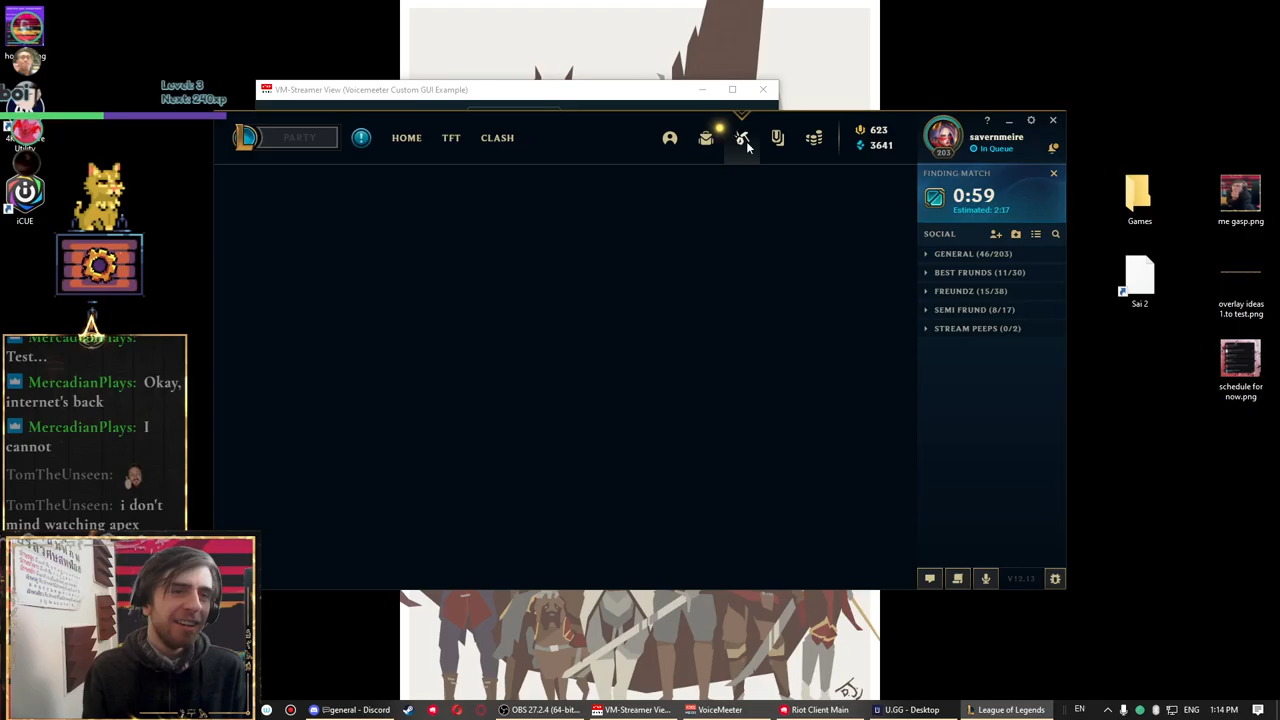 Level: 3
Next: 240xp
boi
iCUE
Utility
MercadianPlays:
Test...
MercadianPlays: Okay,
internet's back
MercadianPlays: I
cannot
TomTheUnseen:
TomTheUnseen: i don't
mind watching apex
VM-Streamer View (Voicemeeter Custom GUI Example)
PARTY
HOME
TFT
CLASH
623
3641
203
savernmeire
In Queue
FINDING MATCH
0:59
Estimated: 2:17
SOCIAL
GENERAL (46/203)
BEST FRUNDS (11/30)
FREUNDZ (15/38)
SEMI FRUND (8/17)
STREAM PEEPS (0/2)
V12.13
Games
me gasp.png
Sai 2
overlay ideas
1.to test.png
schedule for
now.png
general - Discord
OBS 27.2.4 (64-bit...
VM-Streamer Vie...
VoiceMeeter
Riot Client Main
U.GG - Desktop
League of Legends
EN
ENG
1:14 PM